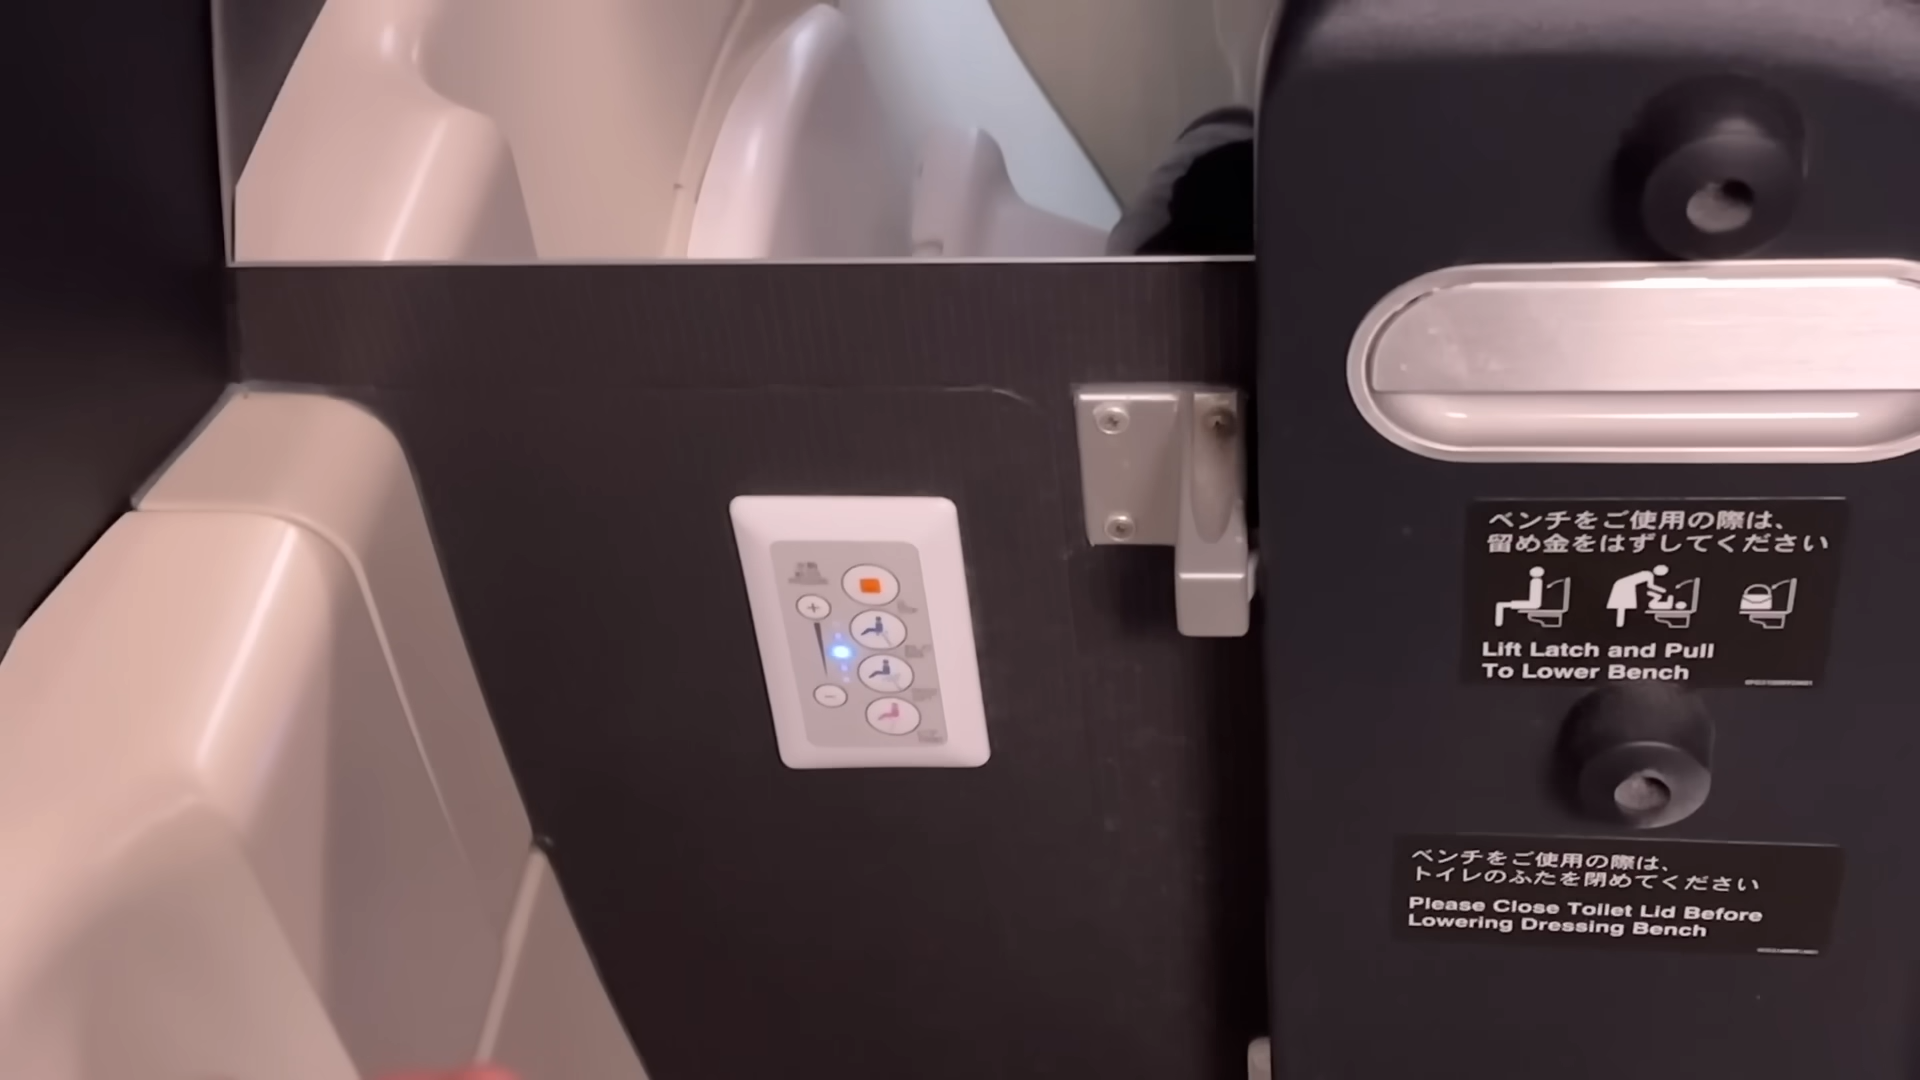 +
−
ベンチをご使用の際は、
留め金をはずしてください
Lift Latch and Pull
To Lower Bench
ベンチをご使用の際は、
トイレのふたを閉めてください
Please Close Toilet Lid Before
Lowering Dressing Bench